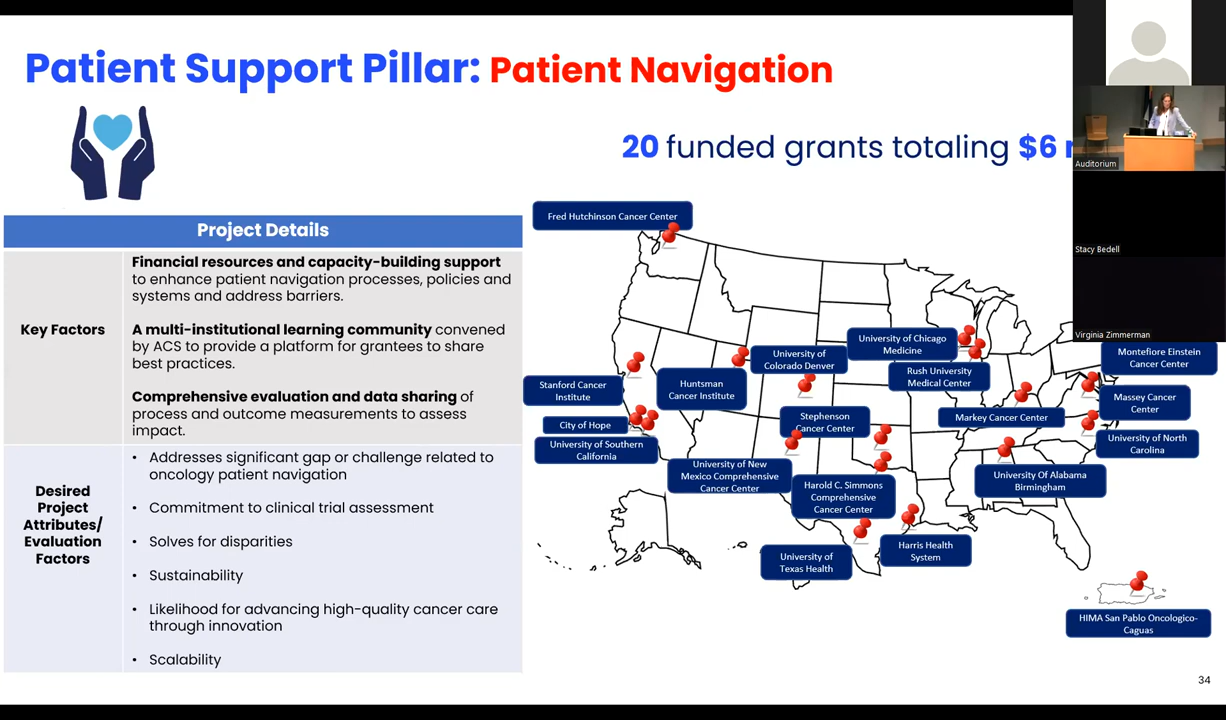 Patient Support Pillar: Patient Navigation
20 funded grants totaling $6
Project Details
Key Factors
Financial resources and capacity-building support
to enhance patient navigation processes, policies and
systems and address barriers.
A multi-institutional learning community convened
by ACS to provide a platform for grantees to share
best practices.
Comprehensive evaluation and data sharing of
process and outcome measurements to assess
impact.
Desired
Project
Attributes/
Evaluation
Factors
• Addresses significant gap or challenge related to
oncology patient navigation
• Commitment to clinical trial assessment
• Solves for disparities
• Sustainability
• Likelihood for advancing high-quality cancer care
through innovation
• Scalability
Fred Hutchinson Cancer Center
University of Chicago
Medicine
University of
Colorado Denver
Rush University
Medical Center
Montefiore Einstein
Cancer Center
Stanford Cancer
Institute
Huntsman
Cancer Institute
Massey Cancer
Center
City of Hope
Stephenson
Cancer Center
Markey Cancer Center
University of Southern
California
University of North
Carolina
University of New
Mexico Comprehensive
Cancer Center
Harold C. Simmons
Comprehensive
Cancer Center
University Of Alabama
Birmingham
University of
Texas Health
Harris Health
System
HIMA San Pablo Oncologico-
Caguas
34
Auditorium
Stacy Bedell
Virginia Zimmerman